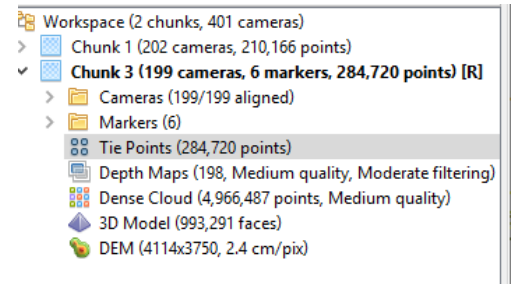 Workspace (2 chunks, 401 cameras)
Chunk 1 (202 cameras, 210,166 points)
Chunk 3 (199 cameras, 6 markers, 284,720 points) [R]
Cameras (199/199 aligned)
Markers (6)
Tie Points (284,720 points)
Depth Maps (198, Medium quality, Moderate filtering)
Dense Cloud (4,966,487 points, Medium quality)
3D Model (993,291 faces)
DEM (4114x3750, 2.4 cm/pix)